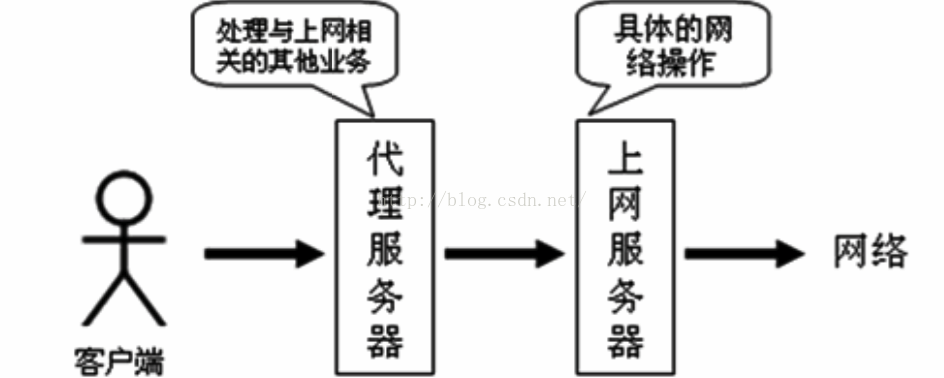 处理与上网相
关的其他业务
具体的网
络操作
代理服务器
上网服务器
http://blog.csdn.net/
网络
客户端